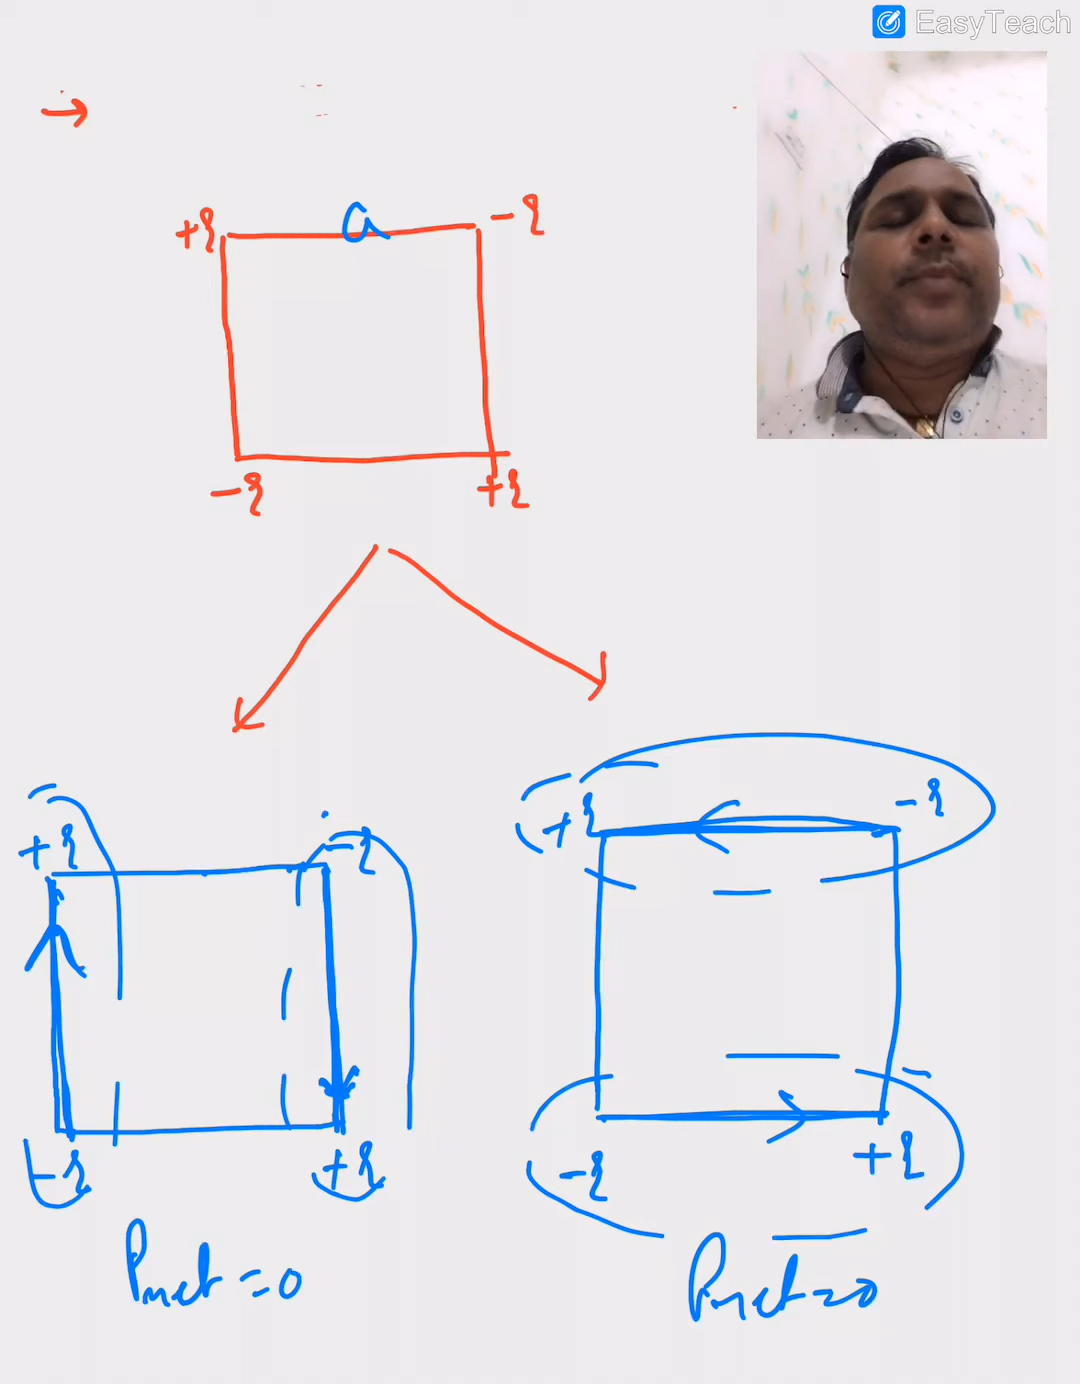 EasyTeach
a
+q -q
-q +q
+q -q
-q +q
Pnet = 0
+q -q
-q +q
Pnet = 0